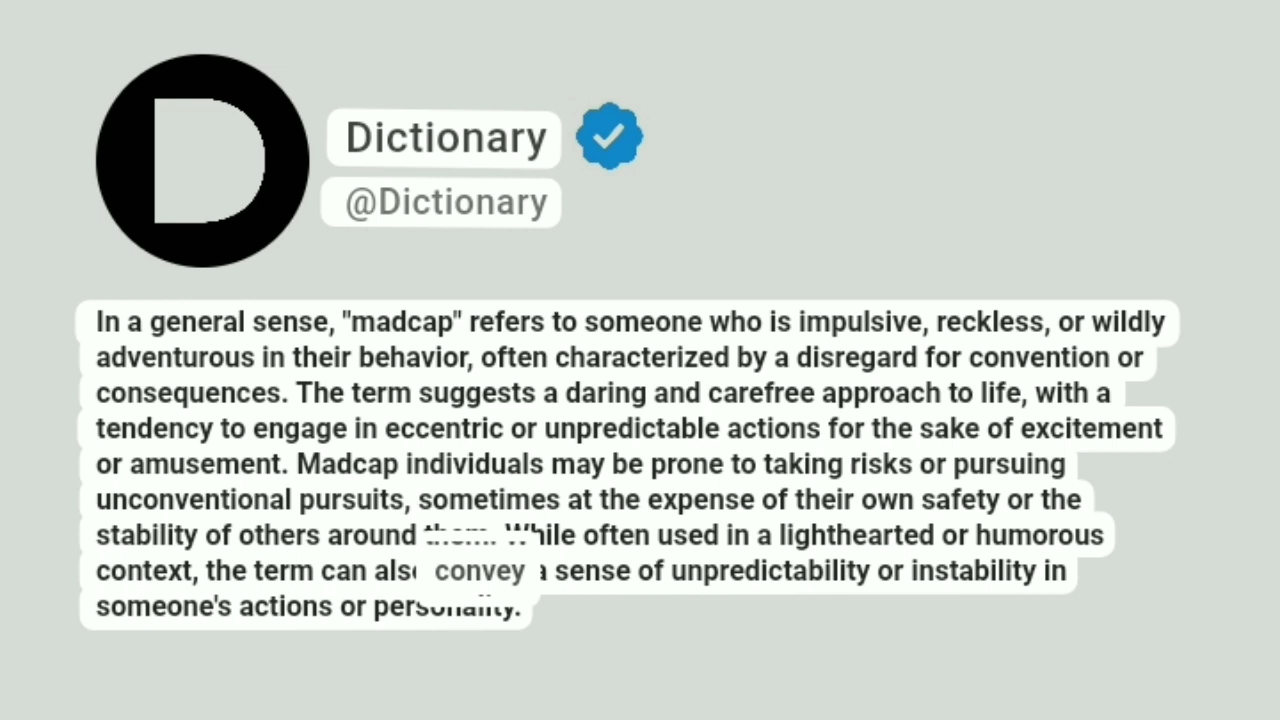 Dictionary
@Dictionary
In a general sense, "madcap" refers to someone who is impulsive, reckless, or wildly
adventurous in their behavior, often characterized by a disregard for convention or
consequences. The term suggests a daring and carefree approach to life, with a
tendency to engage in eccentric or unpredictable actions for the sake of excitement
or amusement. Madcap individuals may be prone to taking risks or pursuing
unconventional pursuits, sometimes at the expense of their own safety or the
stability of others around them. While often used in a lighthearted or humorous
context, the term can also convey a sense of unpredictability or instability in
someone's actions or personality.